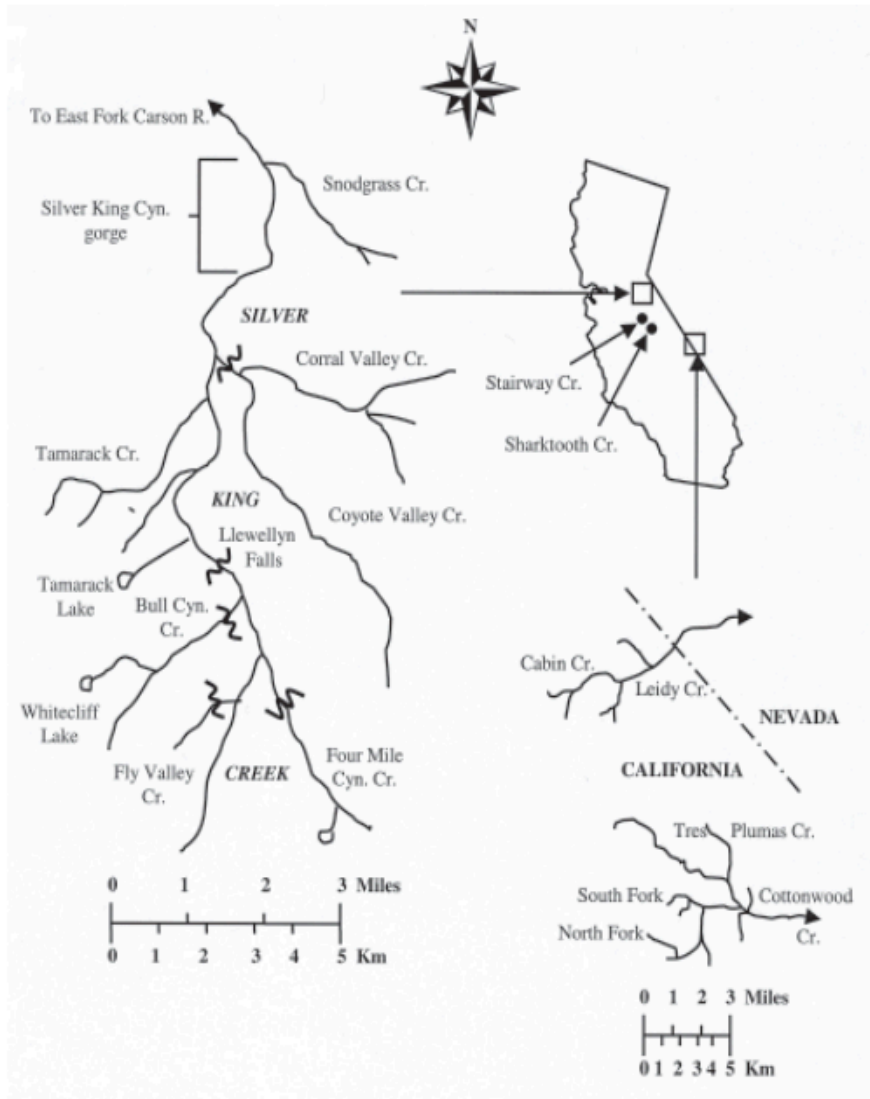 N
To East Fork Carson R.
Snodgrass Cr.
Silver King Cyn.
gorge
SILVER
Corral Valley Cr.
Stairway Cr.
Sharktooth Cr.
Tamarack Cr.
KING
Coyote Valley Cr.
Llewellyn
Falls
Tamarack
Lake
Bull Cyn.
Cr.
Cabin Cr.
Leidy Cr.
Whitecliff
Lake
NEVADA
Fly Valley
Cr.
CREEK
Four Mile
Cyn. Cr.
CALIFORNIA
Tres Plumas Cr.
South Fork
Cottonwood
Cr.
North Fork
0 1 2 3 Miles
0 1 2 3 4 5 Km
0 1 2 3 Miles
0 1 2 3 4 5 Km